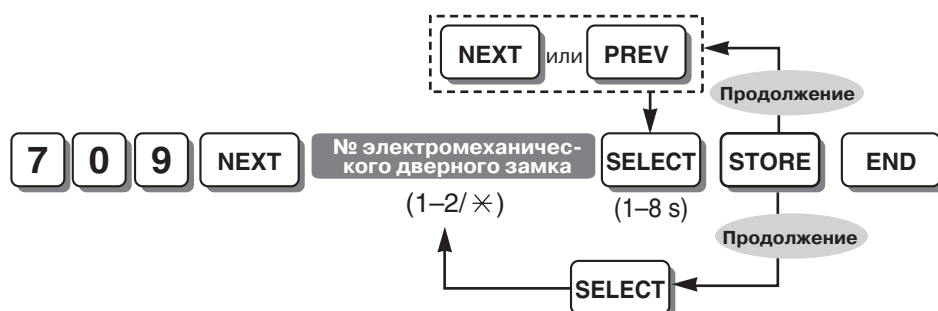 NEXT или PREV
Продолжение
7 0 9 NEXT № электромеханичес-
кого дверного замка SELECT STORE END
(1–2/ ✳) (1–8 s)
Продолжение
SELECT